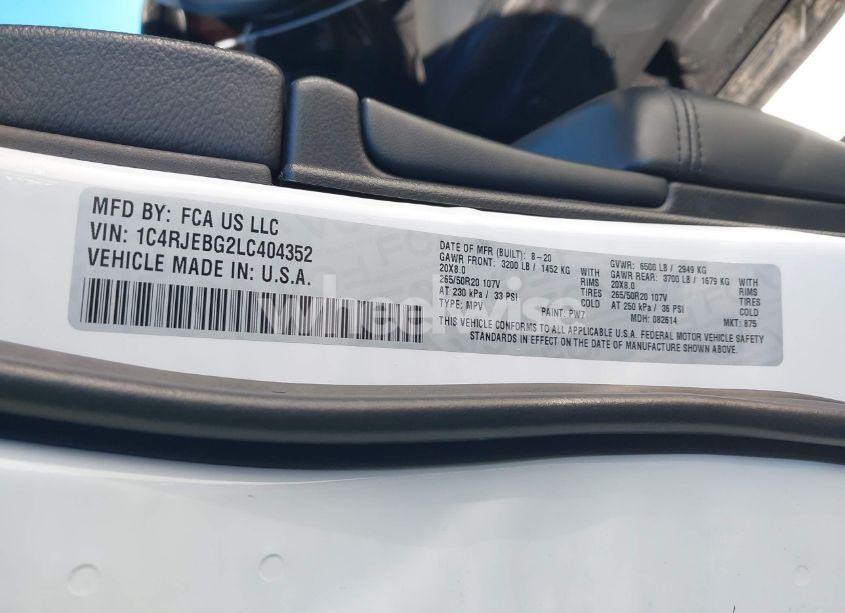 MFD BY: FCA US LLC
VIN: 1C4RJEBG2LC404352
VEHICLE MADE IN: U.S.A.
DATE OF MFR (BUILT): 8-20 GVWR: 6500 LB / 2949 KG
GAWR FRONT: 3200 LB / 1452 KG WITH GAWR REAR: 3700 LB / 1679 KG WITH
20X8.0 RIMS 20X8.0 RIMS
265/50R20 107V TIRES 265/50R20 107V TIRES
AT 230 kPa / 33 PSI COLD AT 250 kPa / 36 PSI COLD
TYPE: MPV PAINT: PW7 MDH: 082614 MKT: 875
THIS VEHICLE CONFORMS TO ALL APPLICABLE U.S.A. FEDERAL MOTOR VEHICLE SAFETY
STANDARDS IN EFFECT ON THE DATE OF MANUFACTURE SHOWN ABOVE.
wheelwise